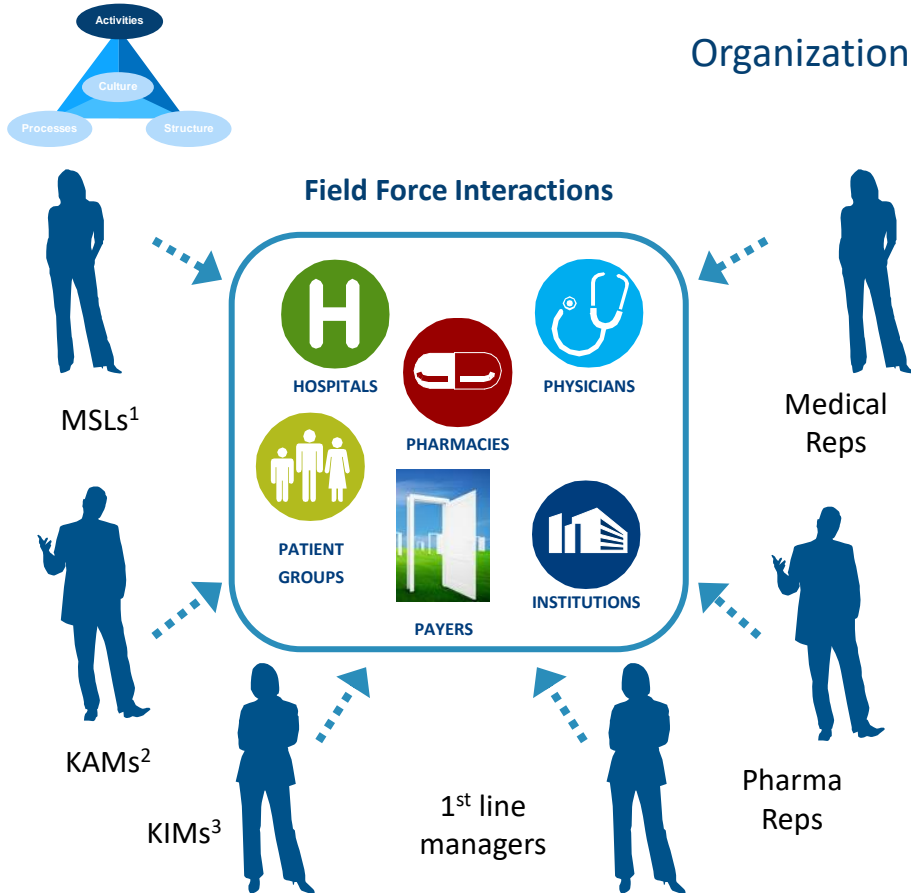 Activities
Organization
Culture
Processes
Structure
Field Force Interactions
HOSPITALS
PHYSICIANS
PHARMACIES
MSLs¹
Medical
Reps
PATIENT
GROUPS
INSTITUTIONS
PAYERS
KAMs²
Pharma
Reps
KIMs³
1st line
managers